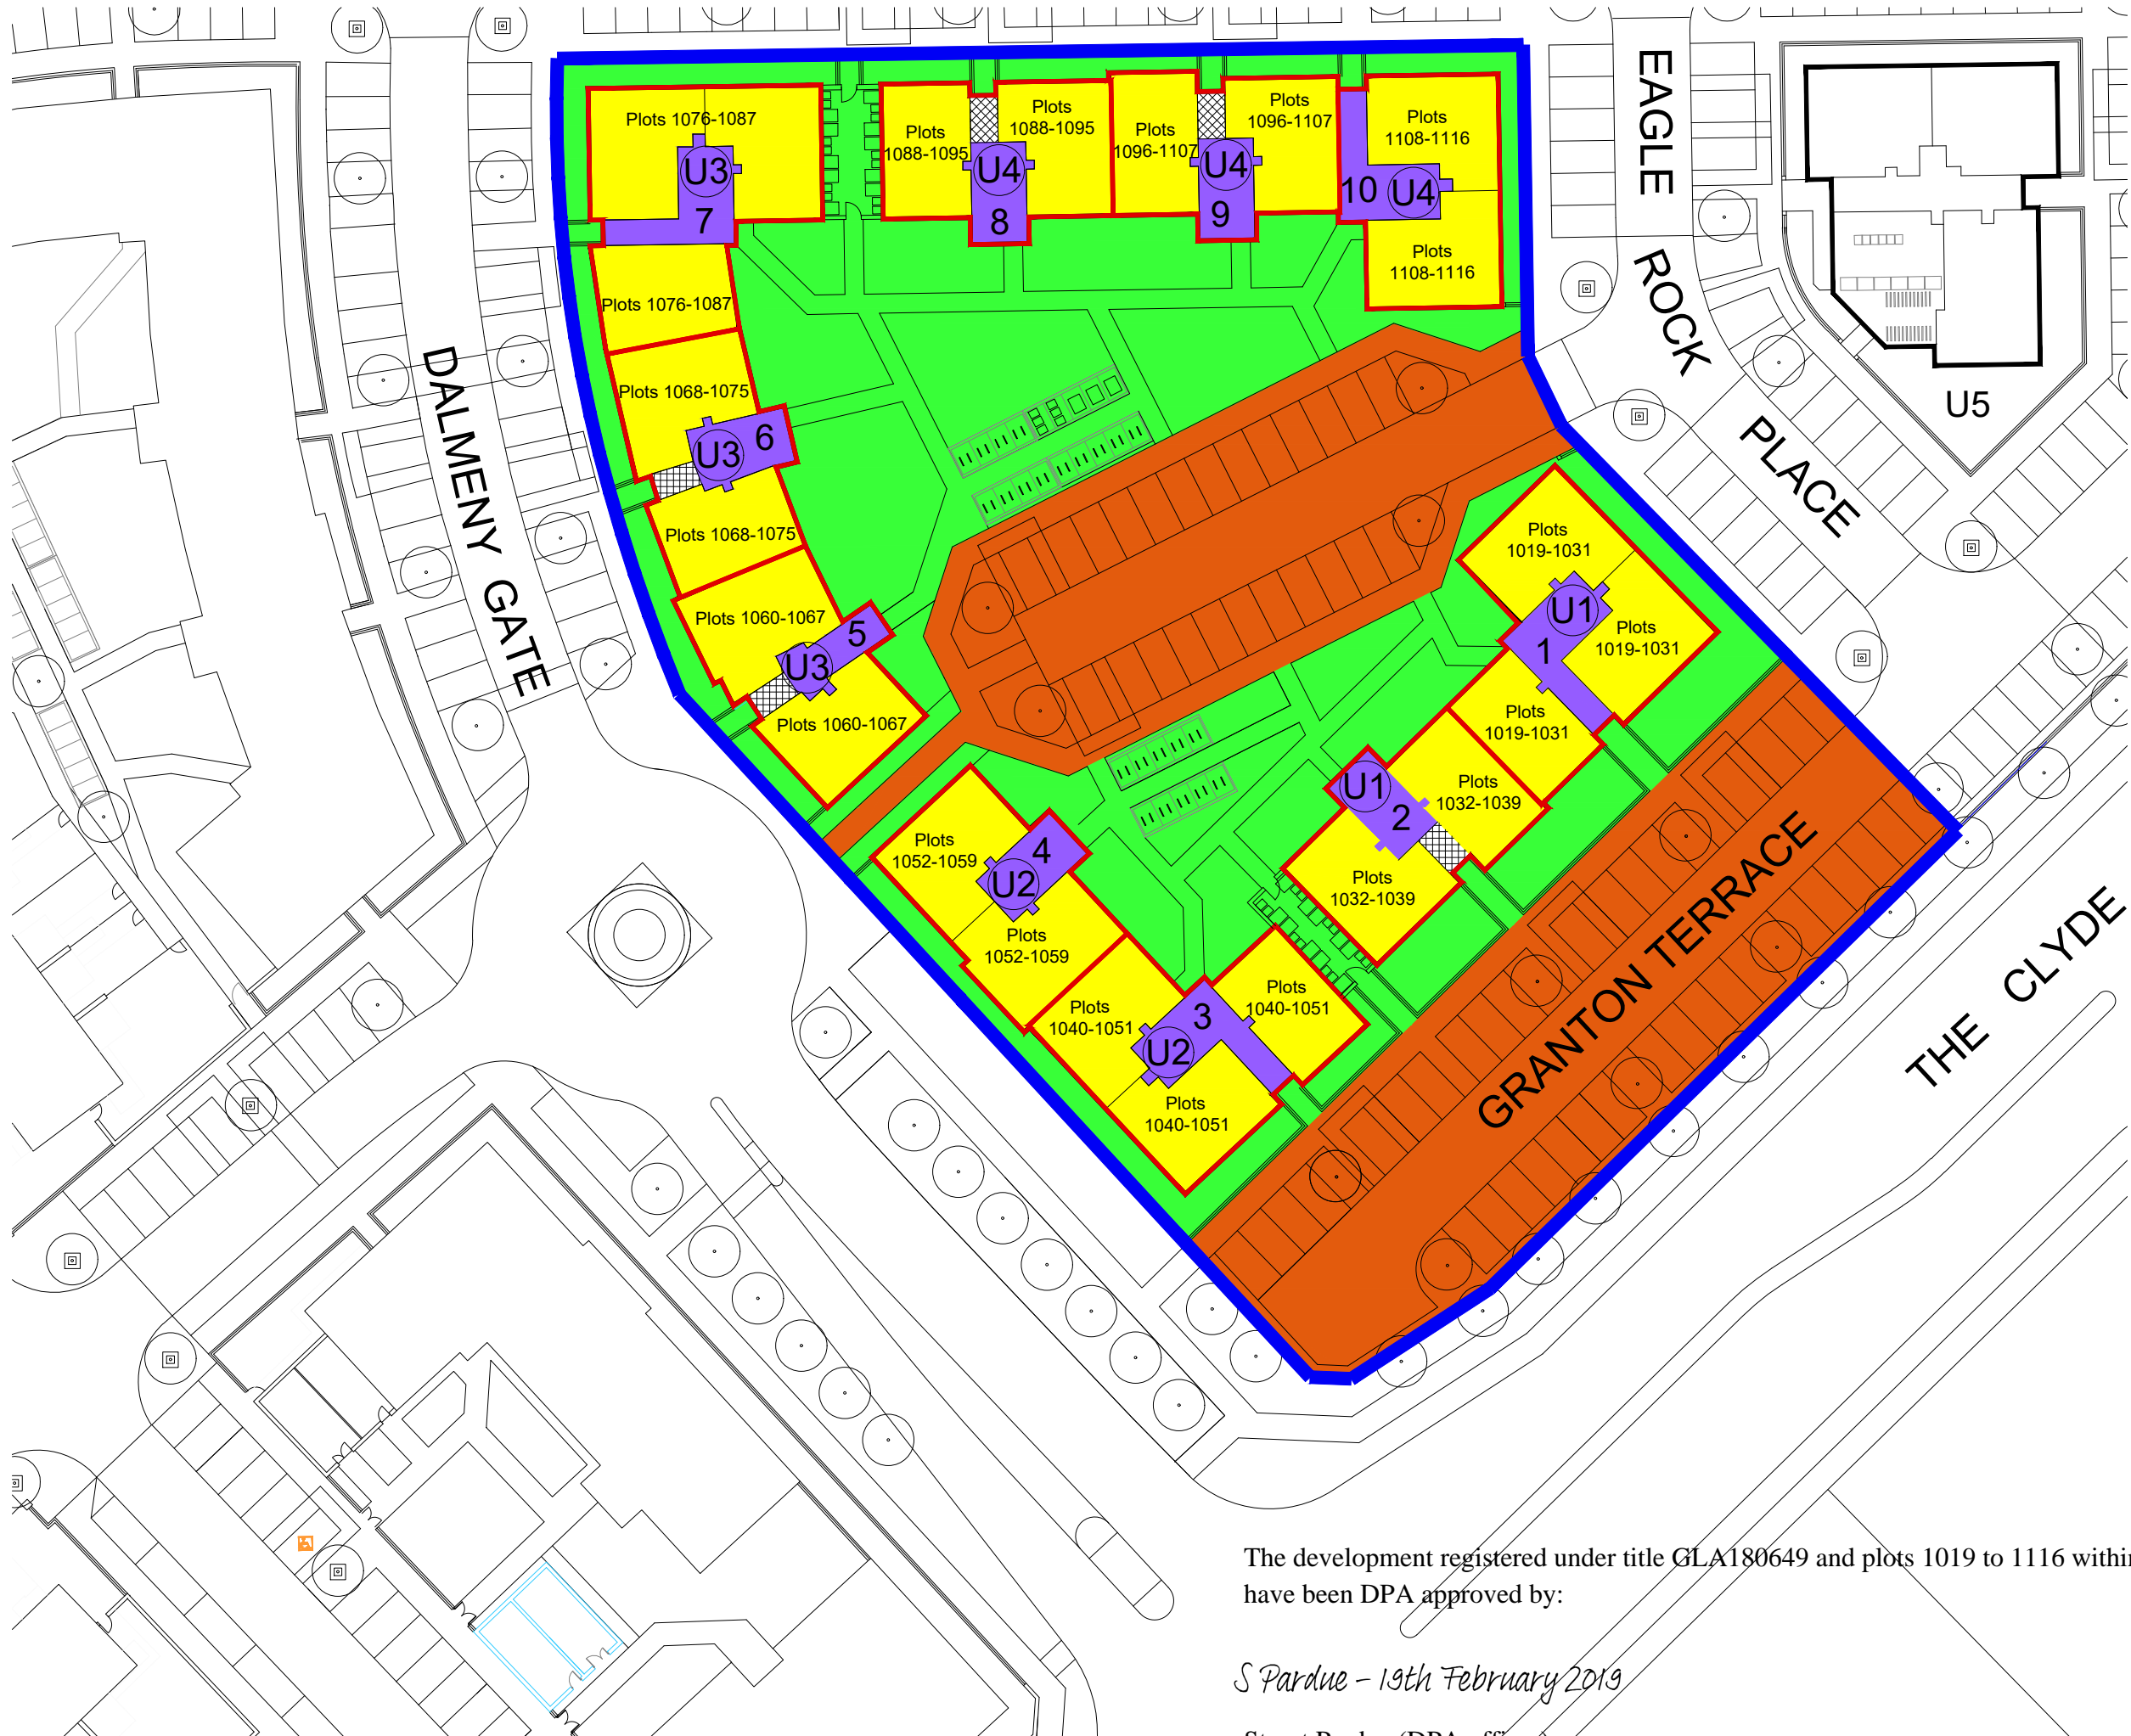 Plots 1076-1087
U3
7
Plots
1088-1095
Plots
1088-1095
U4
8
Plots
1096-1107
Plots
1096-1107
U4
9
Plots
1108-1116
10
U4
Plots
1108-1116
EAGLE
ROCK
PLACE
U5
Plots 1076-1087
Plots 1068-1075
U3
6
Plots 1068-1075
Plots 1060-1067
U3
5
Plots 1060-1067
DALMENY GATE
Plots
1019-1031
U1
1
Plots
1019-1031
Plots
1019-1031
U1
2
Plots
1032-1039
Plots
1032-1039
Plots
1052-1059
4
U2
Plots
1052-1059
Plots
1040-1051
3
U2
Plots
1040-1051
Plots
1040-1051
GRANTON TERRACE
THE CLYDE
The development registered under title GLA180649 and plots 1019 to 1116 within
have been DPA approved by:
S Pardue - 19th February 2019